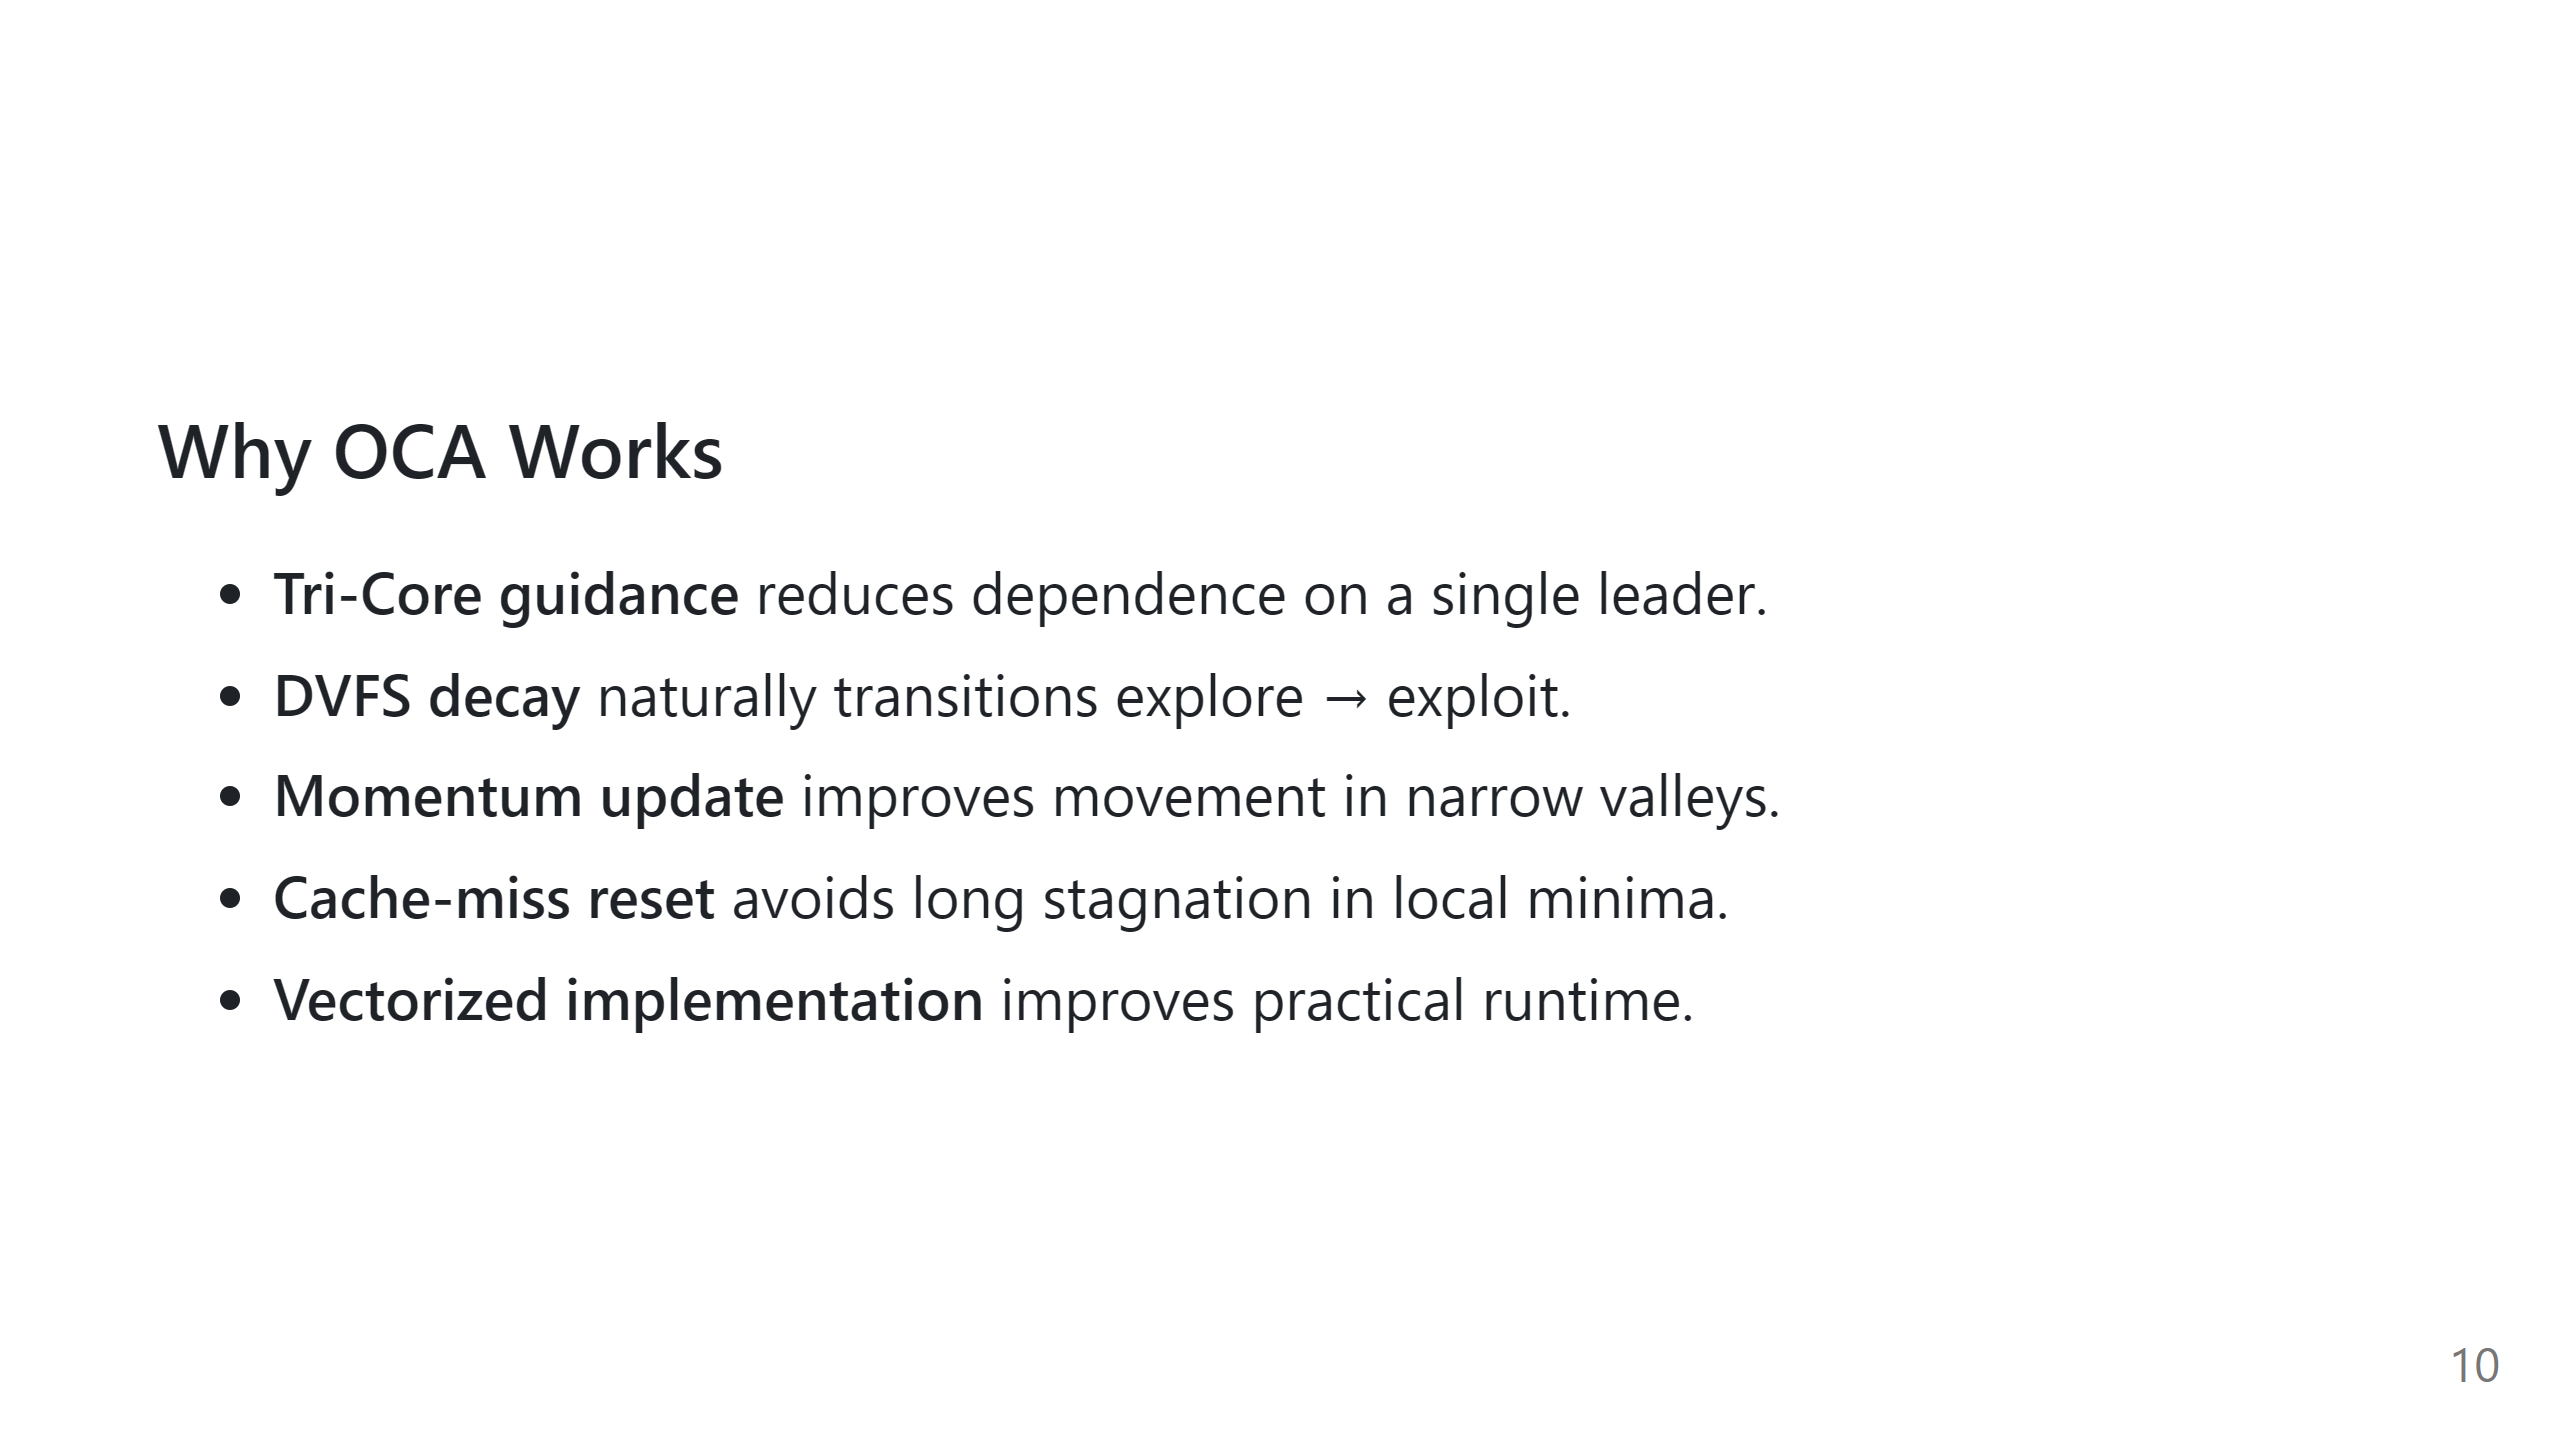 Why OCA Works
• Tri-Core guidance reduces dependence on a single leader.
• DVFS decay naturally transitions explore → exploit.
• Momentum update improves movement in narrow valleys.
• Cache-miss reset avoids long stagnation in local minima.
• Vectorized implementation improves practical runtime.
10